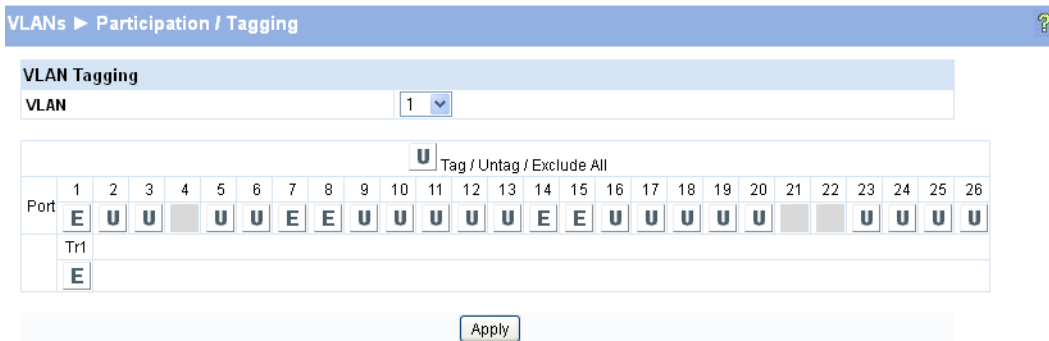 VLANs ► Participation / Tagging
VLAN Tagging
VLAN 1
U Tag / Untag / Exclude All
Port 1 2 3 4 5 6 7 8 9 10 11 12 13 14 15 16 17 18 19 20 21 22 23 24 25 26
E U U U U E E U U U U U E E U U U U U U U U U
Tr1
E
Apply